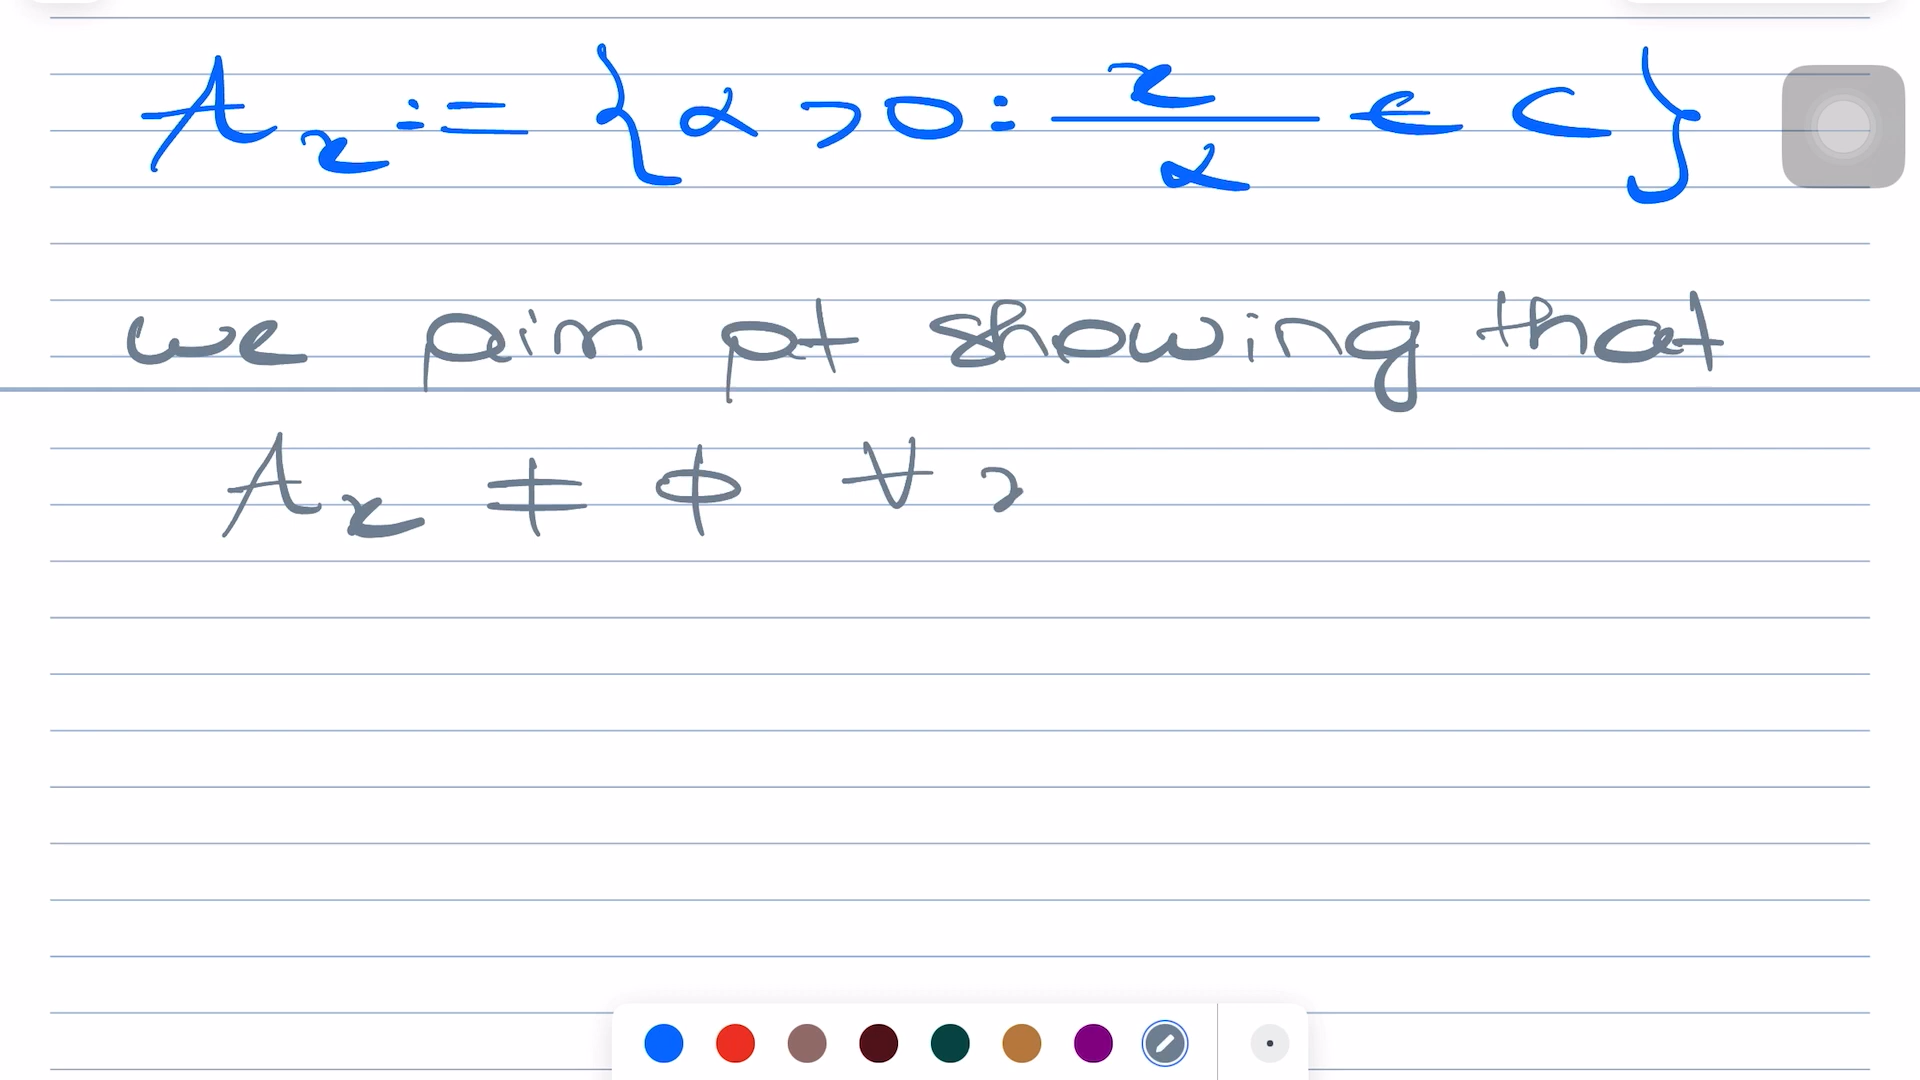 A_x := {α > 0 : x/α ∈ C}
we aim at showing that
A_x ≠ ϕ ∀